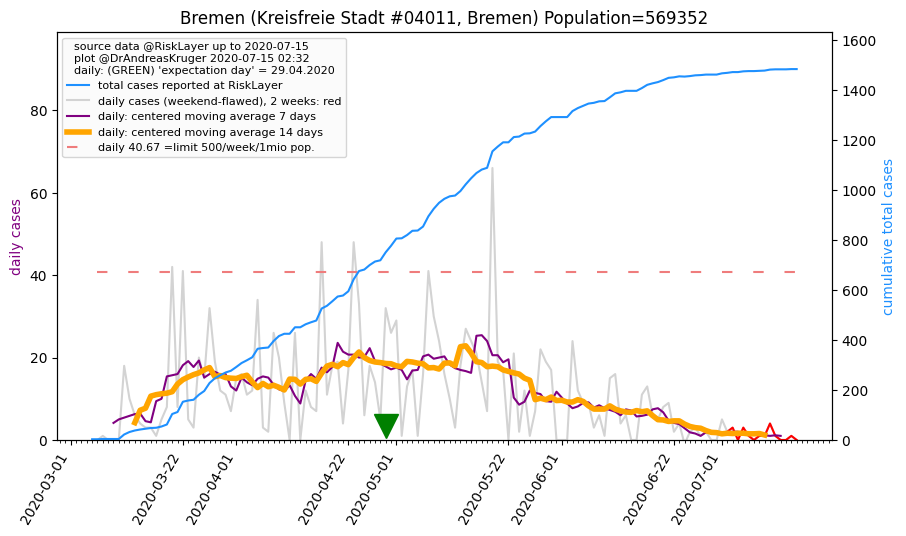 Bremen (Kreisfreie Stadt #04011, Bremen) Population=569352
source data @RiskLayer up to 2020-07-15
plot @DrAndreasKruger 2020-07-15 02:32
daily: (GREEN) 'expectation day' = 29.04.2020
total cases reported at RiskLayer
daily cases (weekend-flawed), 2 weeks: red
daily: centered moving average 7 days
daily: centered moving average 14 days
daily 40.67 =limit 500/week/1mio pop.
daily cases
80
60
40
20
0
cumulative total cases
1600
1400
1200
1000
800
600
400
200
0
2020-03-01
2020-03-22
2020-04-01
2020-04-22
2020-05-01
2020-05-22
2020-06-01
2020-06-22
2020-07-01